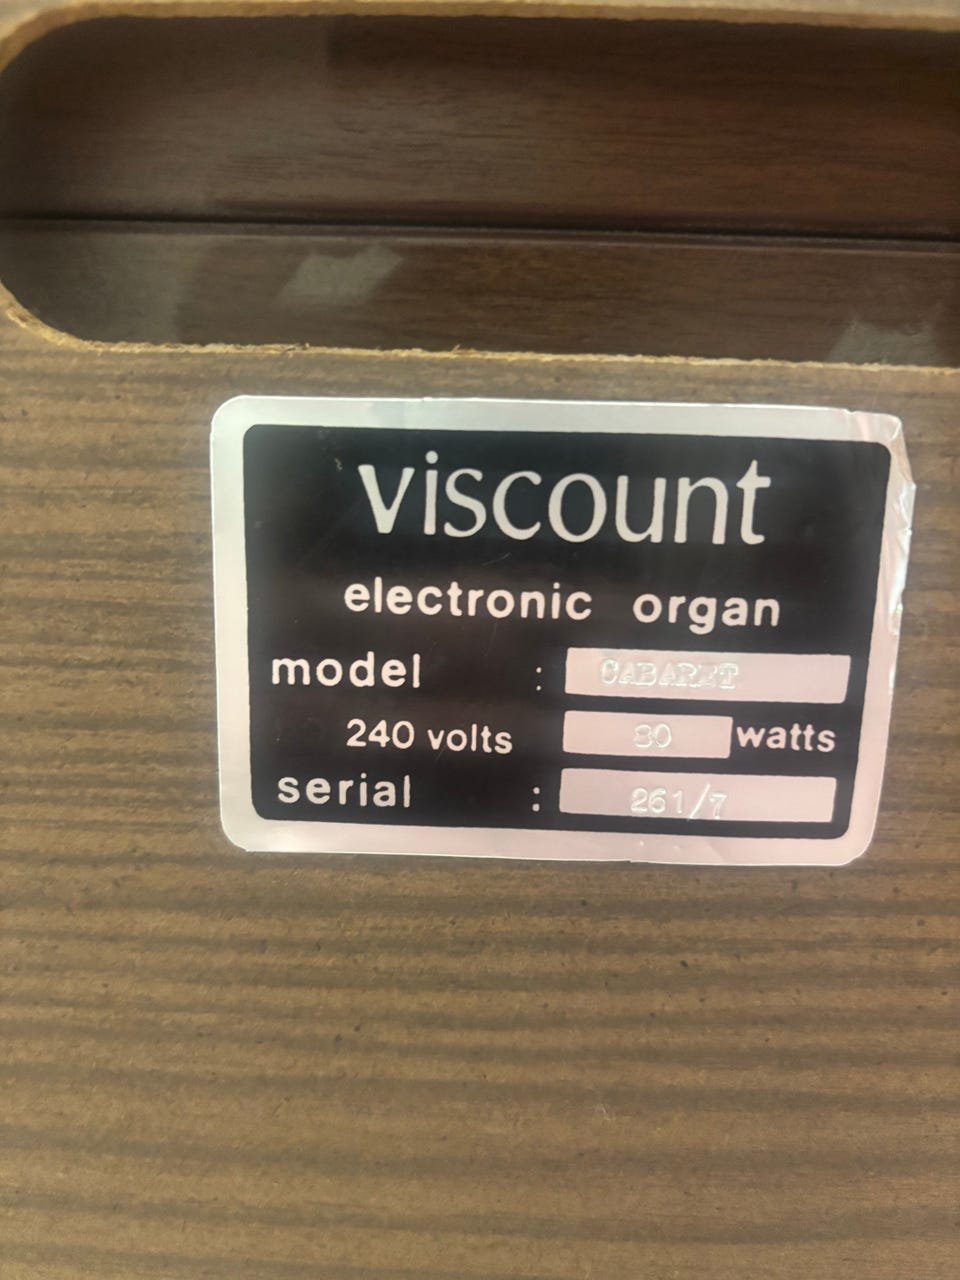 viscount
electronic organ
model : CABARET
240 volts 80 watts
serial : 261/7